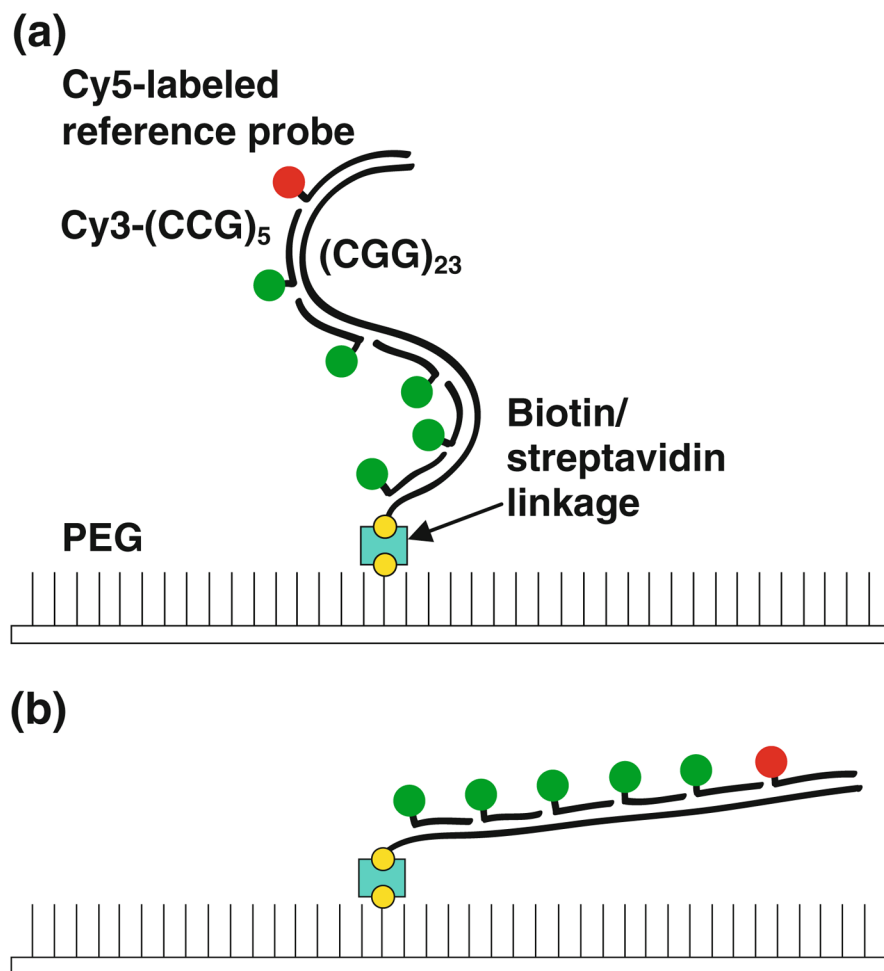 (a)
Cy5-labeled
reference probe
Cy3-(CCG)₅
(CGG)₂₃
Biotin/
streptavidin
linkage
PEG
(b)